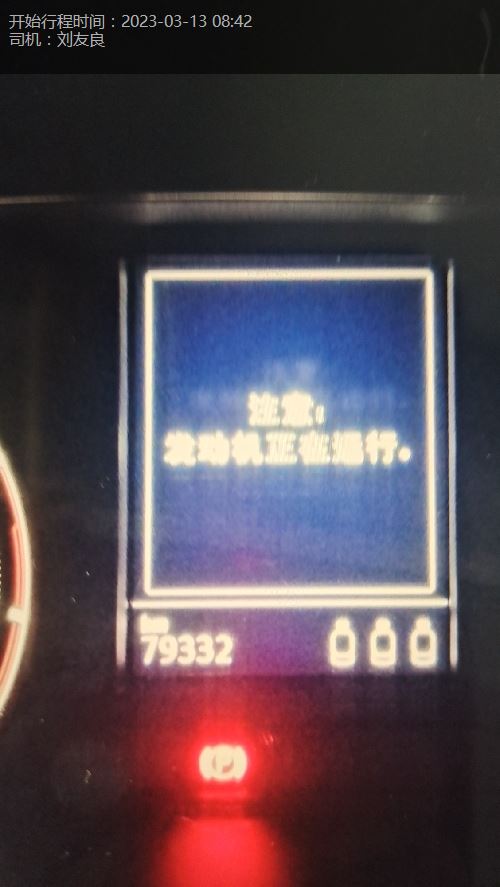 开始行程时间：2023-03-13 08:42
司机：刘友良
注意：
发动机正在运行。
km
79332
(P)